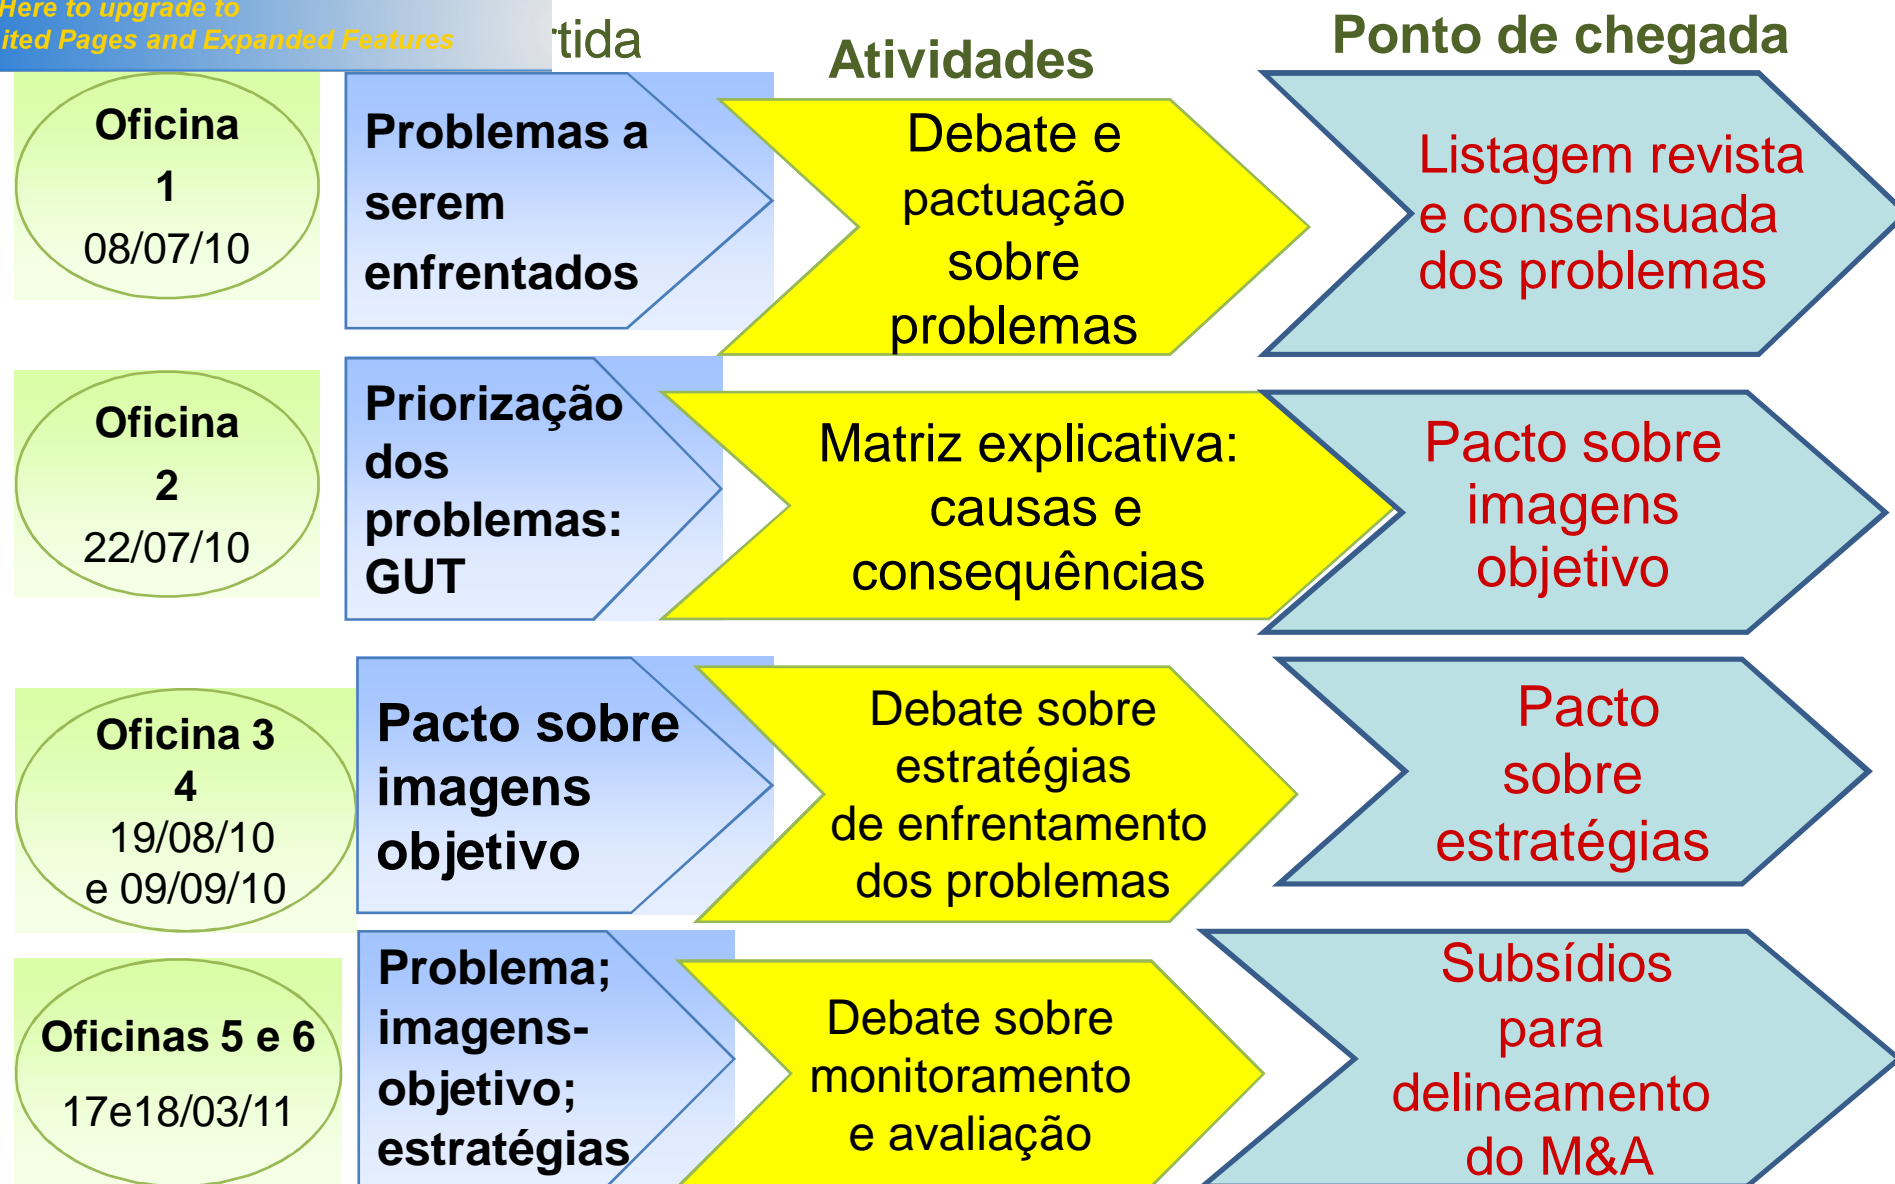 Here to upgrade to
ited Pages and Expanded Features
rtida
Atividades
Ponto de chegada
Oficina
1
08/07/10
Problemas a
serem
enfrentados
Debate e
pactuação
sobre
problemas
Listagem revista
e consensuada
dos problemas
Oficina
2
22/07/10
Priorização
dos
problemas:
GUT
Matriz explicativa:
causas e
consequências
Pacto sobre
imagens
objetivo
Oficina 3
4
19/08/10
e 09/09/10
Pacto sobre
imagens
objetivo
Debate sobre
estratégias
de enfrentamento
dos problemas
Pacto
sobre
estratégias
Oficinas 5 e 6
17e18/03/11
Problema;
imagens-
objetivo;
estratégias
Debate sobre
monitoramento
e avaliação
Subsídios
para
delineamento
do M&A